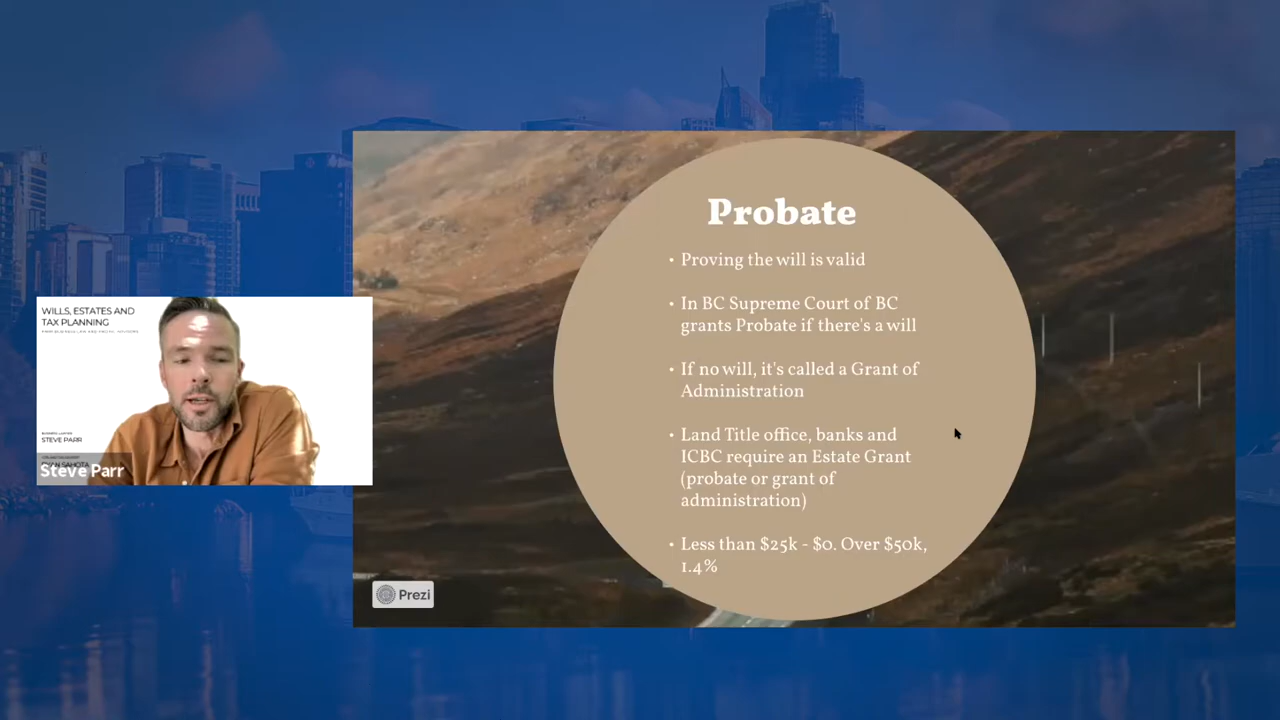 Probate
• Proving the will is valid
• In BC Supreme Court of BC
grants Probate if there's a will
• If no will, it's called a Grant of
Administration
• Land Title office, banks and
ICBC require an Estate Grant
(probate or grant of
administration)
• Less than $25k - $0. Over $50k,
1.4%
WILLS, ESTATES AND
TAX PLANNING
STEVE PARR
Steve Parr
Prezi